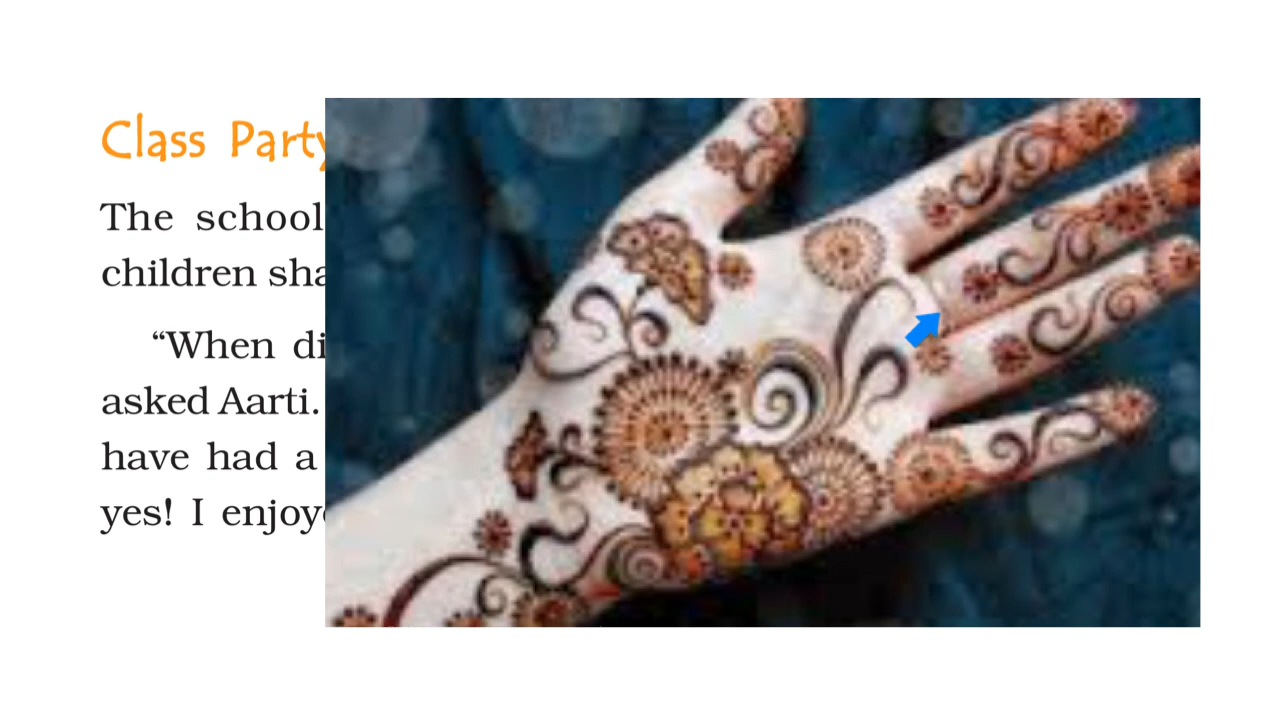 Class Party
The school
children sha
“When di
asked Aarti.
have had a
yes! I enjoy